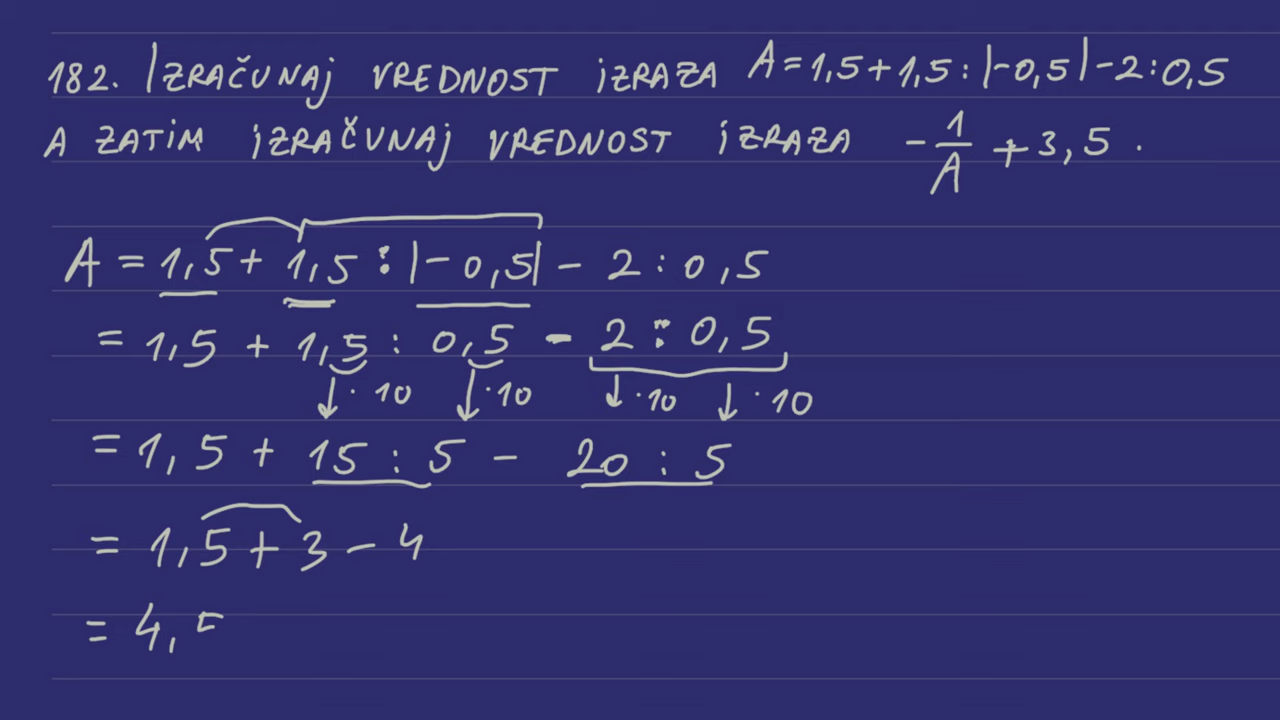 182. IZRAČUNAJ VREDNOST IZRAZA A=1,5+1,5:|-0,5|-2:0,5
A ZATIM IZRAČUNAJ VREDNOST IZRAZA -1/A +3,5.
A = 1,5 + 1,5 : |-0,5| - 2 : 0,5
= 1,5 + 1,5 : 0,5 - 2 : 0,5
↓·10 ↓·10 ↓·10 ↓·10
= 1,5 + 15 : 5 - 20 : 5
= 1,5 + 3 - 4
= 4,